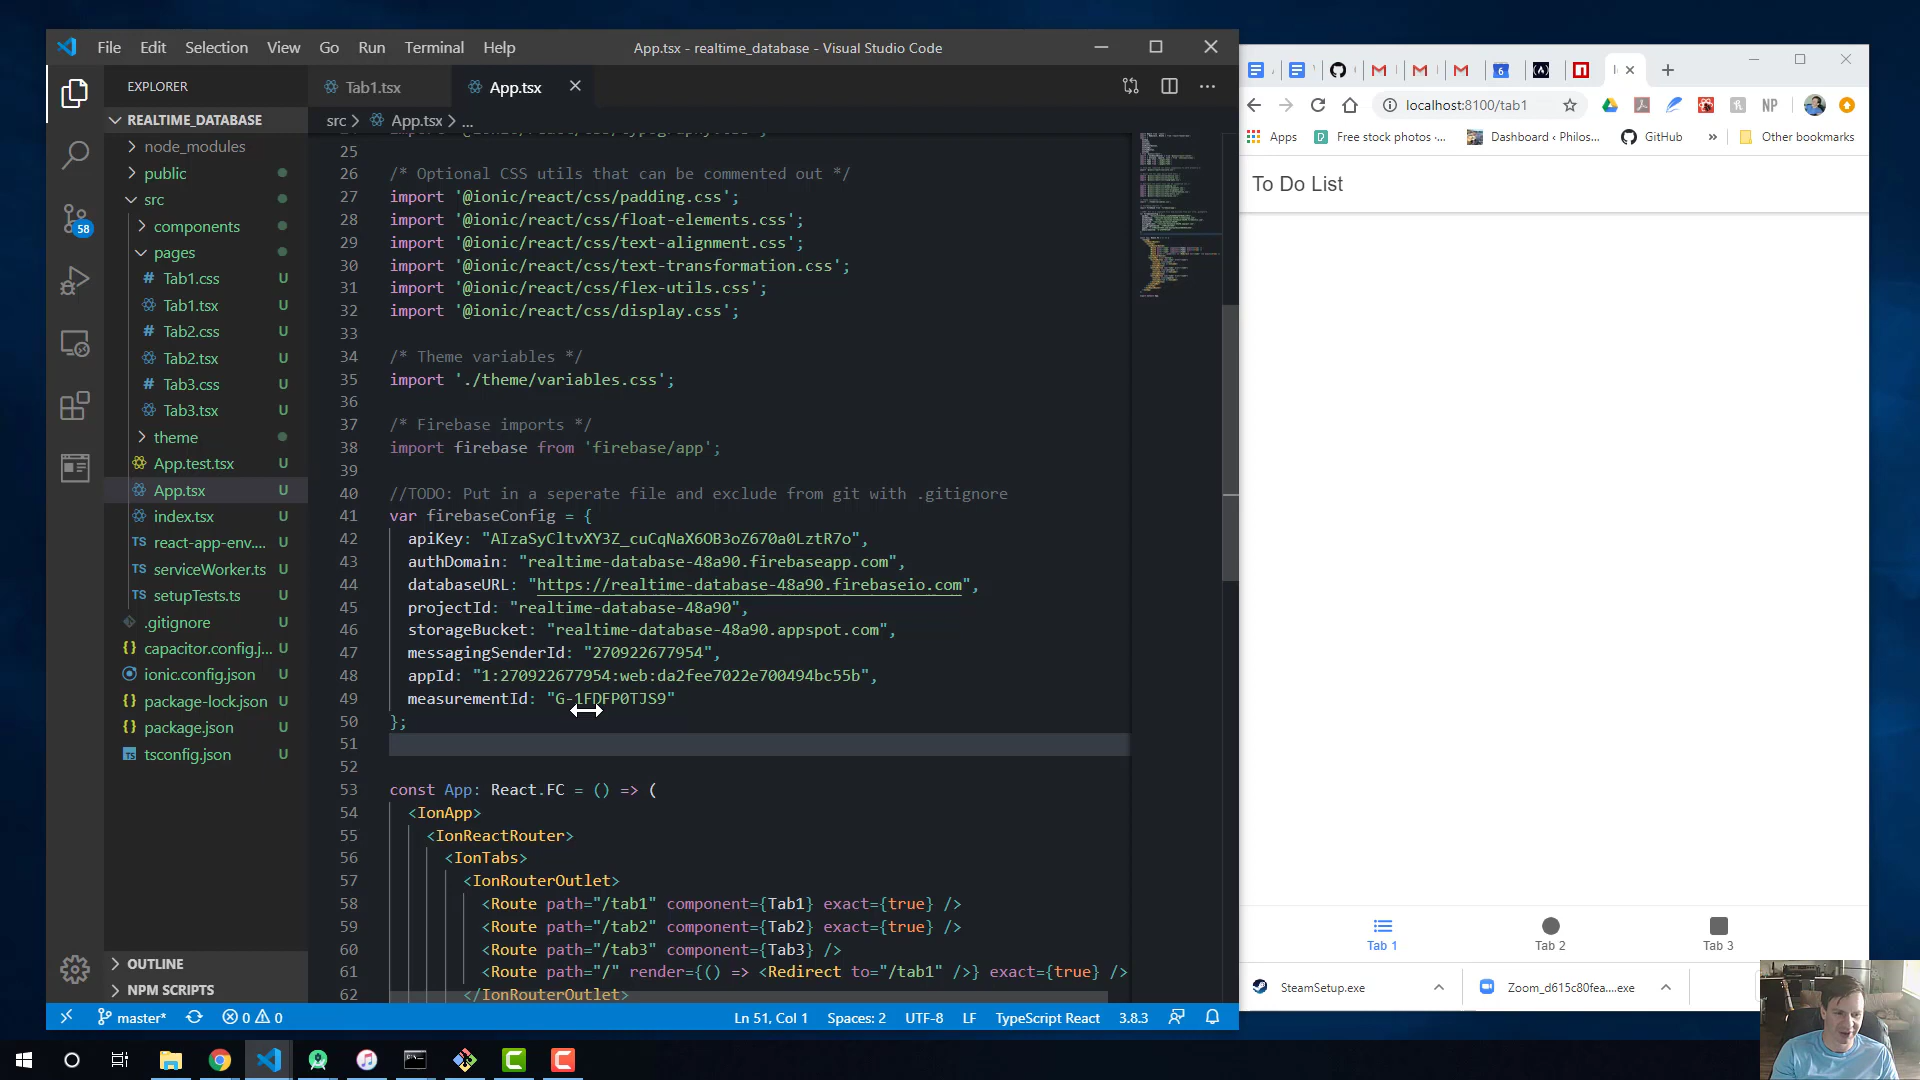 File Edit Selection View Go Run Terminal Help
App.tsx - realtime_database - Visual Studio Code
EXPLORER
REALTIME_DATABASE
node_modules
public
src
components
pages
Tab1.css U
Tab1.tsx U
Tab2.css U
Tab2.tsx U
Tab3.css U
Tab3.tsx U
theme
App.test.tsx U
App.tsx U
index.tsx U
react-app-env.... U
serviceWorker.ts U
setupTests.ts U
.gitignore U
capacitor.config.j... U
ionic.config.json U
package-lock.json U
package.json U
tsconfig.json U
OUTLINE
NPM SCRIPTS
58
Tab1.tsx App.tsx
src > App.tsx > ...
25
26 /* Optional CSS utils that can be commented out */
27 import '@ionic/react/css/padding.css';
28 import '@ionic/react/css/float-elements.css';
29 import '@ionic/react/css/text-alignment.css';
30 import '@ionic/react/css/text-transformation.css';
31 import '@ionic/react/css/flex-utils.css';
32 import '@ionic/react/css/display.css';
33
34 /* Theme variables */
35 import './theme/variables.css';
36
37 /* Firebase imports */
38 import firebase from 'firebase/app';
39
40 //TODO: Put in a seperate file and exclude from git with .gitignore
41 var firebaseConfig = {
42 apiKey: "AIzaSyCltvXY3Z_cuCqNaX6OB3oZ670a0LztR7o",
43 authDomain: "realtime-database-48a90.firebaseapp.com",
44 databaseURL: "https://realtime-database-48a90.firebaseio.com",
45 projectId: "realtime-database-48a90",
46 storageBucket: "realtime-database-48a90.appspot.com",
47 messagingSenderId: "270922677954",
48 appId: "1:270922677954:web:da2fee7022e700494bc55b",
49 measurementId: "G-1FDFP0TJS9"
50 };
51
52
53 const App: React.FC = () => (
54 <IonApp>
55 <IonReactRouter>
56 <IonTabs>
57 <IonRouterOutlet>
58 <Route path="/tab1" component={Tab1} exact={true} />
59 <Route path="/tab2" component={Tab2} exact={true} />
60 <Route path="/tab3" component={Tab3} />
61 <Route path="/" render={() => <Redirect to="/tab1" />} exact={true} />
62 </IonRouterOutlet>
master* 0 0
Ln 51, Col 1 Spaces: 2 UTF-8 LF TypeScript React 3.8.3
localhost:8100/tab1
NP
Apps Free stock photos · ... Dashboard ‹ Philos... GitHub » Other bookmarks
To Do List
Tab 1 Tab 2 Tab 3
SteamSetup.exe Zoom_d615c80fea....exe